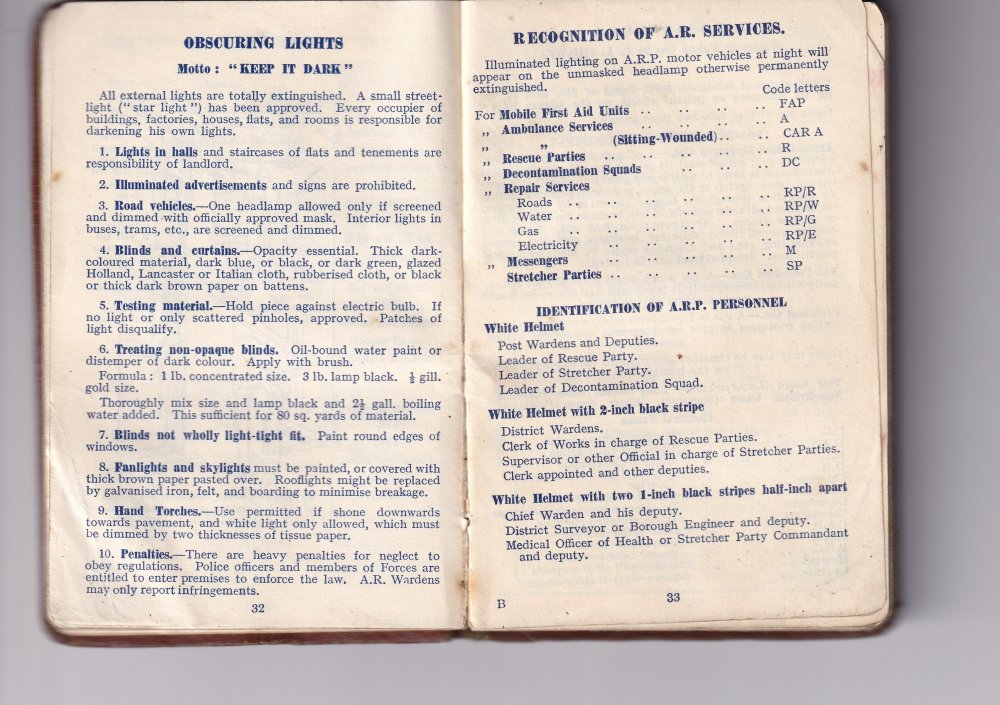 OBSCURING LIGHTS
Motto : "KEEP IT DARK"
All external lights are totally extinguished. A small street-
light ("star light") has been approved. Every occupier of
buildings, factories, houses, flats, and rooms is responsible for
darkening his own lights.
1. Lights in halls and staircases of flats and tenements are
responsibility of landlord.
2. Illuminated advertisements and signs are prohibited.
3. Road vehicles.—One headlamp allowed only if screened
and dimmed with officially approved mask. Interior lights in
buses, trams, etc., are screened and dimmed.
4. Blinds and curtains.—Opacity essential. Thick dark-
coloured material, dark blue, or black, or dark green, glazed
Holland, Lancaster or Italian cloth, rubberised cloth, or black
or thick dark brown paper on battens.
5. Testing material.—Hold piece against electric bulb. If
no light or only scattered pinholes, approved. Patches of
light disqualify.
6. Treating non-opaque blinds. Oil-bound water paint or
distemper of dark colour. Apply with brush.
Formula : 1 lb. concentrated size. 3 lb. lamp black. ½ gill.
gold size.
Thoroughly mix size and lamp black and 2½ gall. boiling
water added. This sufficient for 80 sq. yards of material.
7. Blinds not wholly light-tight fit. Paint round edges of
windows.
8. Fanlights and skylights must be painted, or covered with
thick brown paper pasted over. Rooflights might be replaced
by galvanised iron, felt, and boarding to minimise breakage.
9. Hand Torches.—Use permitted if shone downwards
towards pavement, and white light only allowed, which must
be dimmed by two thicknesses of tissue paper.
10. Penalties.—There are heavy penalties for neglect to
obey regulations. Police officers and members of Forces are
entitled to enter premises to enforce the law. A.R. Wardens
may only report infringements.
32
RECOGNITION OF A.R. SERVICES.
Illuminated lighting on A.R.P. motor vehicles at night will
appear on the unmasked headlamp otherwise permanently
extinguished.
Code letters
For Mobile First Aid Units .. .. .. .. FAP
„ Ambulance Services .. .. .. .. A
„ „ (Sitting-Wounded).. .. CAR A
„ Rescue Parties .. .. .. .. .. R
„ Decontamination Squads .. .. .. DC
„ Repair Services
Roads .. .. .. .. .. .. RP/R
Water .. .. .. .. .. .. RP/W
Gas .. .. .. .. .. .. RP/G
Electricity .. .. .. .. .. RP/E
„ Messengers .. .. .. .. .. M
Stretcher Parties .. .. .. .. .. SP
IDENTIFICATION OF A.R.P. PERSONNEL
White Helmet
Post Wardens and Deputies.
Leader of Rescue Party.
Leader of Stretcher Party.
Leader of Decontamination Squad.
White Helmet with 2-inch black stripe
District Wardens.
Clerk of Works in charge of Rescue Parties.
Supervisor or other Official in charge of Stretcher Parties.
Clerk appointed and other deputies.
White Helmet with two 1-inch black stripes half-inch apart
Chief Warden and his deputy.
District Surveyor or Borough Engineer and deputy.
Medical Officer of Health or Stretcher Party Commandant
and deputy.
B
33